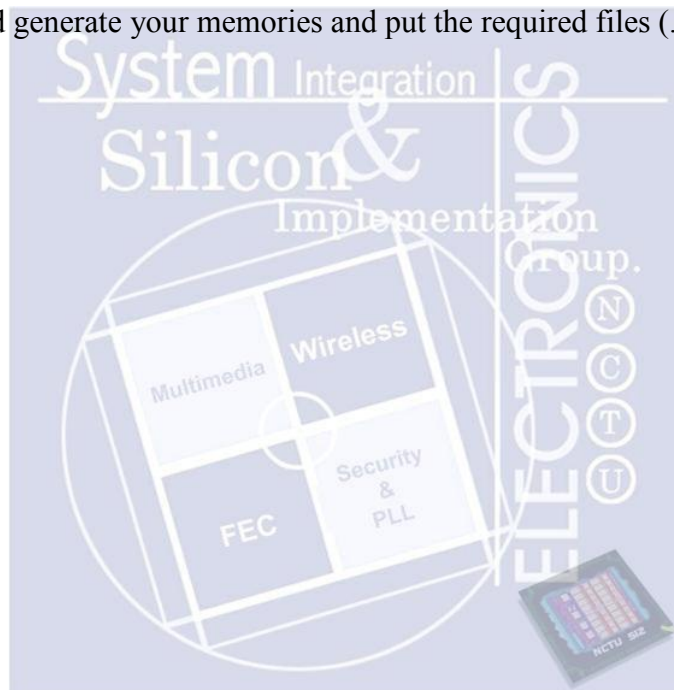 d generate your memories and put the required files (.
System Integration
&
Silicon
Implementation
Group.
ELECTRONICS
N
C
T
U
Multimedia
Wireless
FEC
Security
&
PLL
NCTU SI2